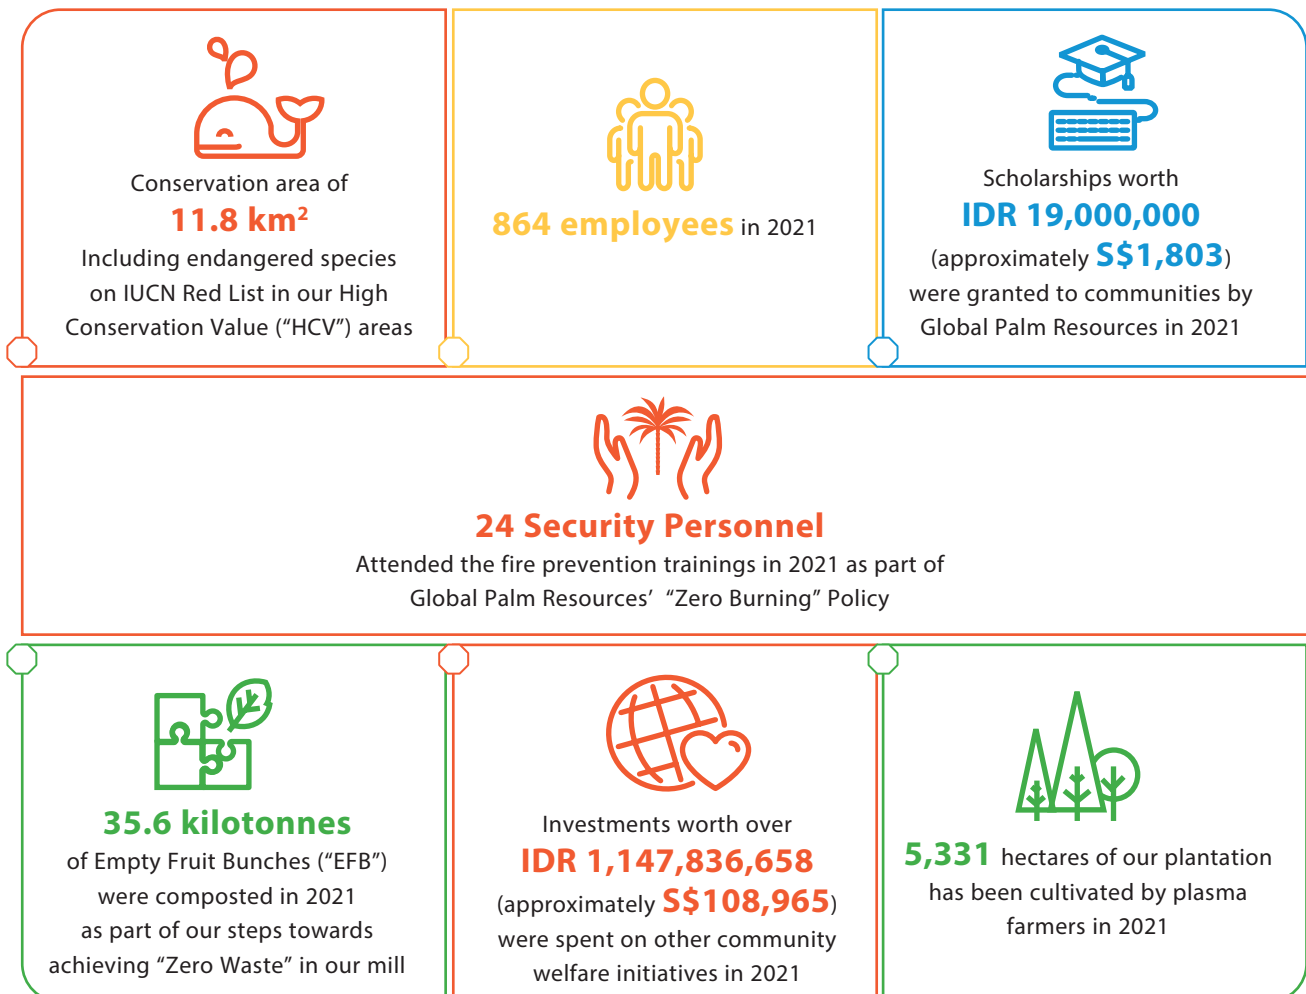 Conservation area of
11.8 km²
Including endangered species
on IUCN Red List in our High
Conservation Value (“HCV”) areas
864 employees in 2021
Scholarships worth
IDR 19,000,000
(approximately S$1,803)
were granted to communities by
Global Palm Resources in 2021
24 Security Personnel
Attended the fire prevention trainings in 2021 as part of
Global Palm Resources’ “Zero Burning” Policy
35.6 kilotonnes
of Empty Fruit Bunches (“EFB”)
were composted in 2021
as part of our steps towards
achieving “Zero Waste” in our mill
Investments worth over
IDR 1,147,836,658
(approximately S$108,965)
were spent on other community
welfare initiatives in 2021
5,331 hectares of our plantation
has been cultivated by plasma
farmers in 2021